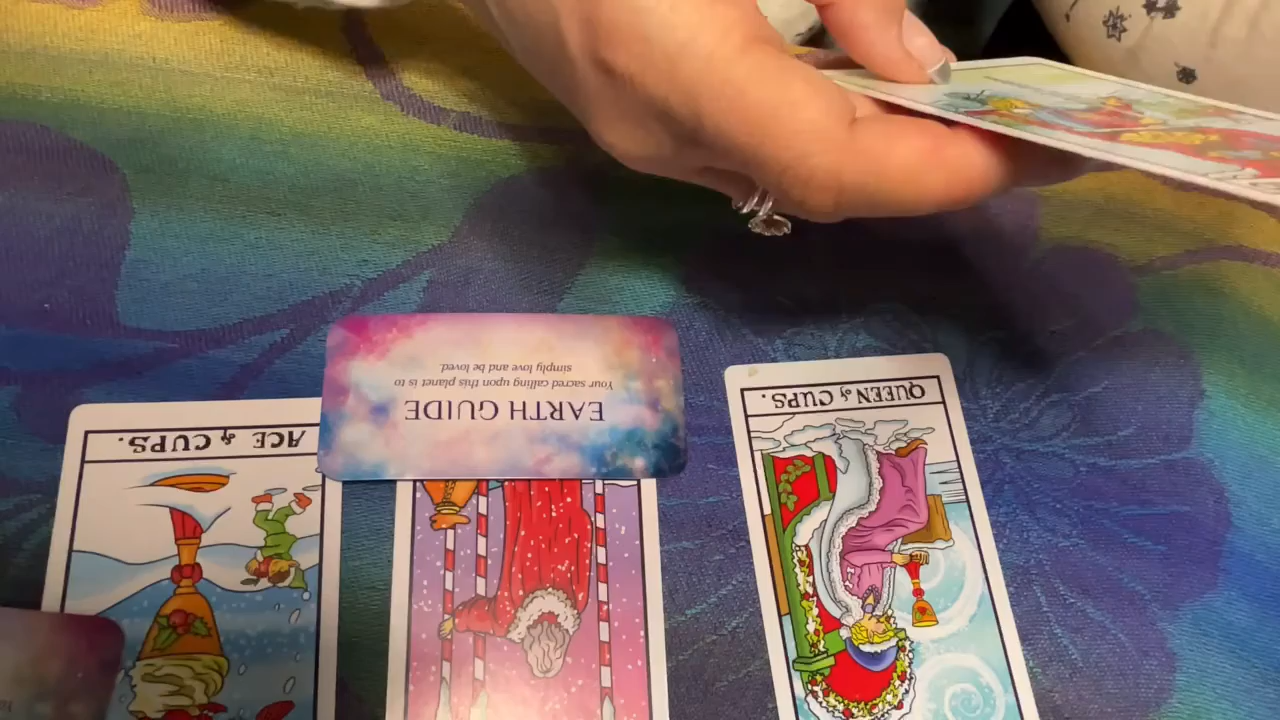 EARTH GUIDE
Your sacred calling upon this planet is to
simply love and be loved.
ACE of CUPS.
QUEEN of CUPS.